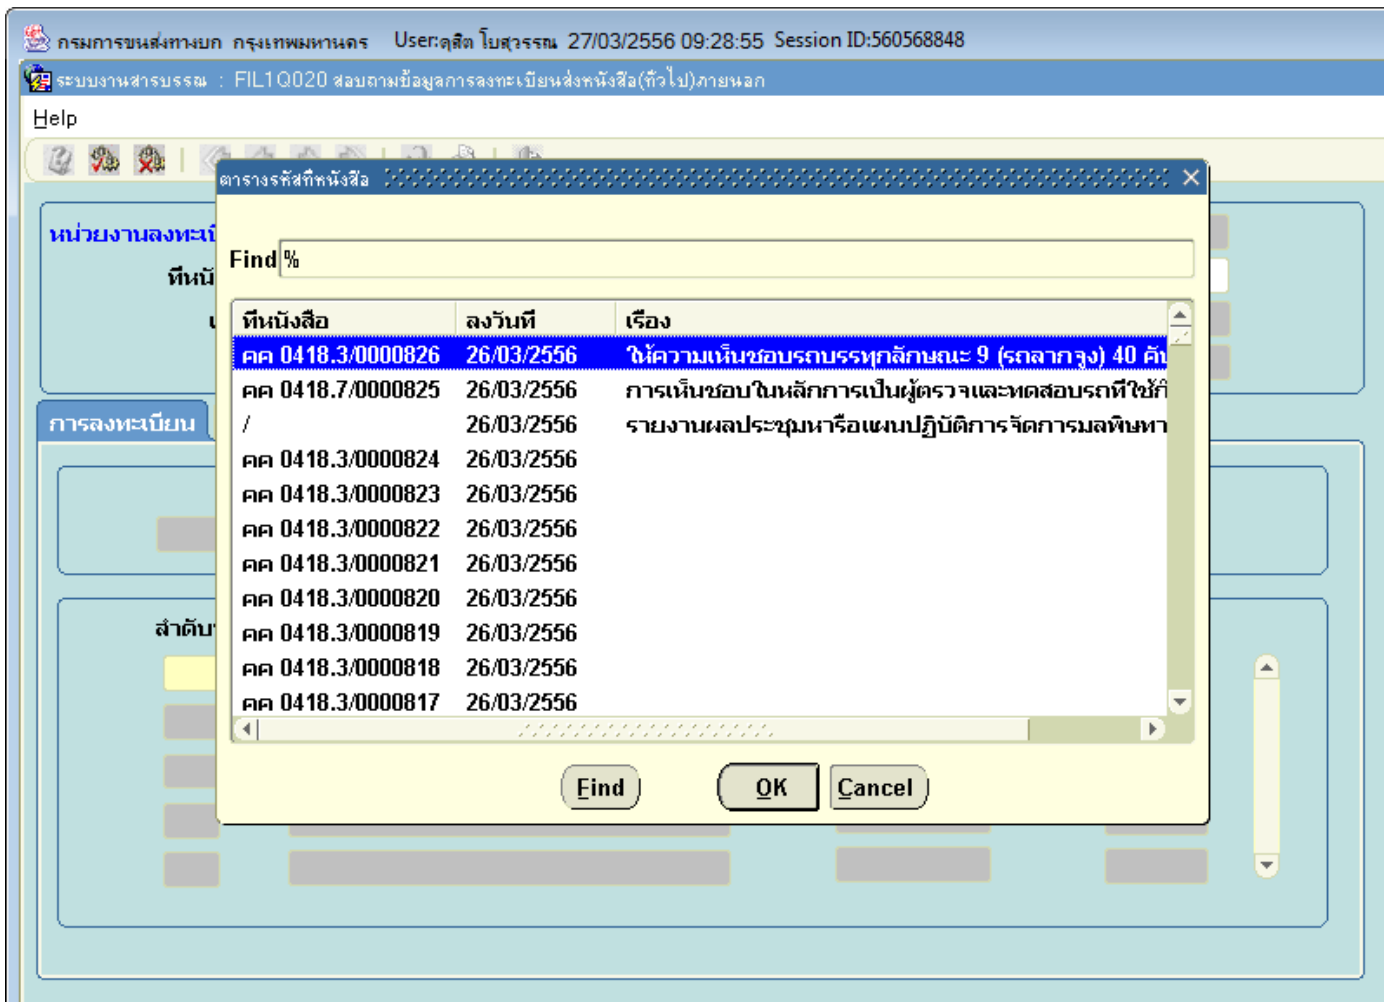 กรมการขนส่งทางบก กรุงเทพมหานคร User:ดุสิต โบสุวรรณ 27/03/2556 09:28:55 Session ID:560568848
ระบบงานสารบรรณ : FIL1Q020 สอบถามข้อมูลการลงทะเบียนส่งหนังสือ(ทั่วไป)ภายนอก
Help
ตารางรหัสที่หนังสือ
หน่วยงานลงทะเบี
Find %
ที่หนั
ที่หนังสือ ลงวันที่ เรื่อง
คค 0418.3/0000826 26/03/2556 ให้ความเห็นชอบรถบรรทุกลักษณะ 9 (รถลากจูง) 40 คัน
คค 0418.7/0000825 26/03/2556 การเห็นชอบในหลักการเป็นผู้ตรวจและทดสอบรถที่ใช้ก๊
การลงทะเบียน
/ 26/03/2556 รายงานผลประชุมหารือแผนปฏิบัติการจัดการมลพิษทา
คค 0418.3/0000824 26/03/2556
คค 0418.3/0000823 26/03/2556
คค 0418.3/0000822 26/03/2556
คค 0418.3/0000821 26/03/2556
คค 0418.3/0000820 26/03/2556
ลำดับ
คค 0418.3/0000819 26/03/2556
คค 0418.3/0000818 26/03/2556
คค 0418.3/0000817 26/03/2556
Find OK Cancel